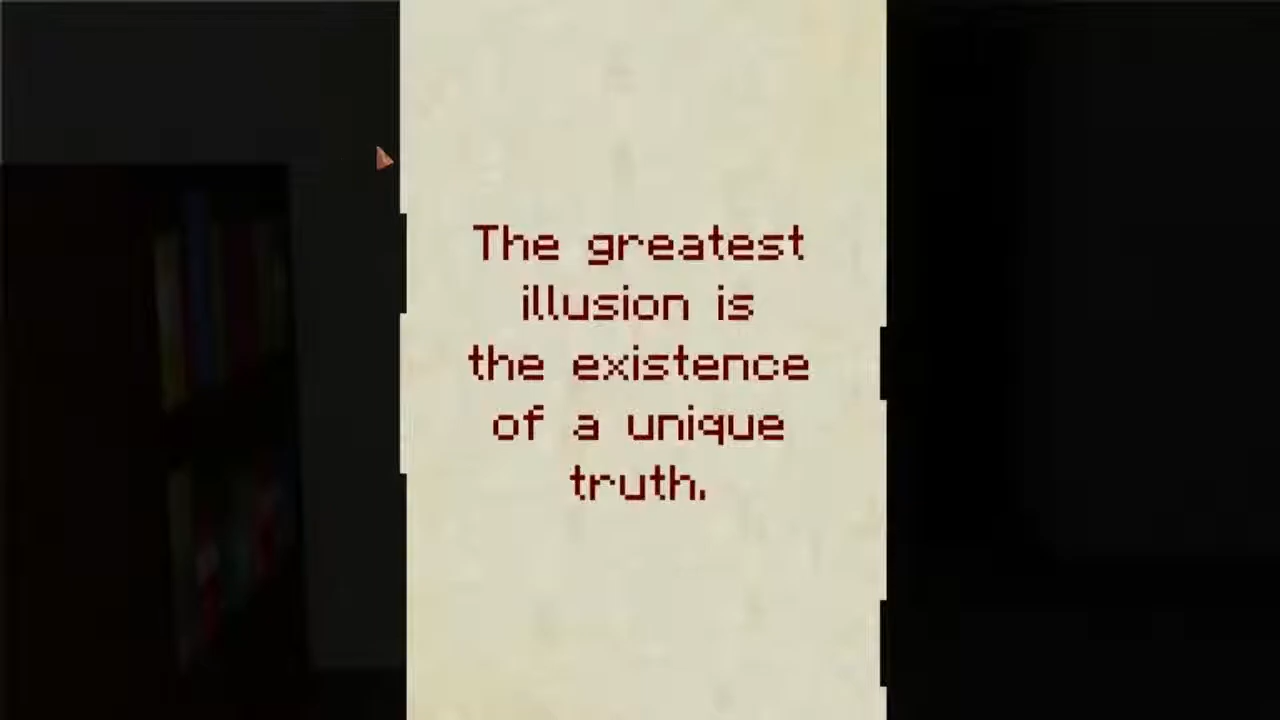 The greatest
illusion is
the existence
of a unique
truth.